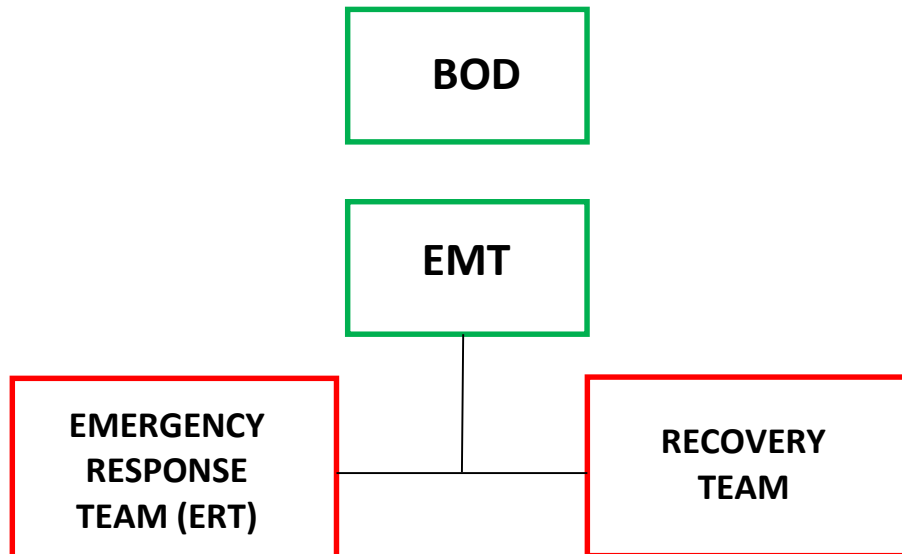 BOD
EMT
EMERGENCY
RESPONSE
TEAM (ERT)
RECOVERY
TEAM